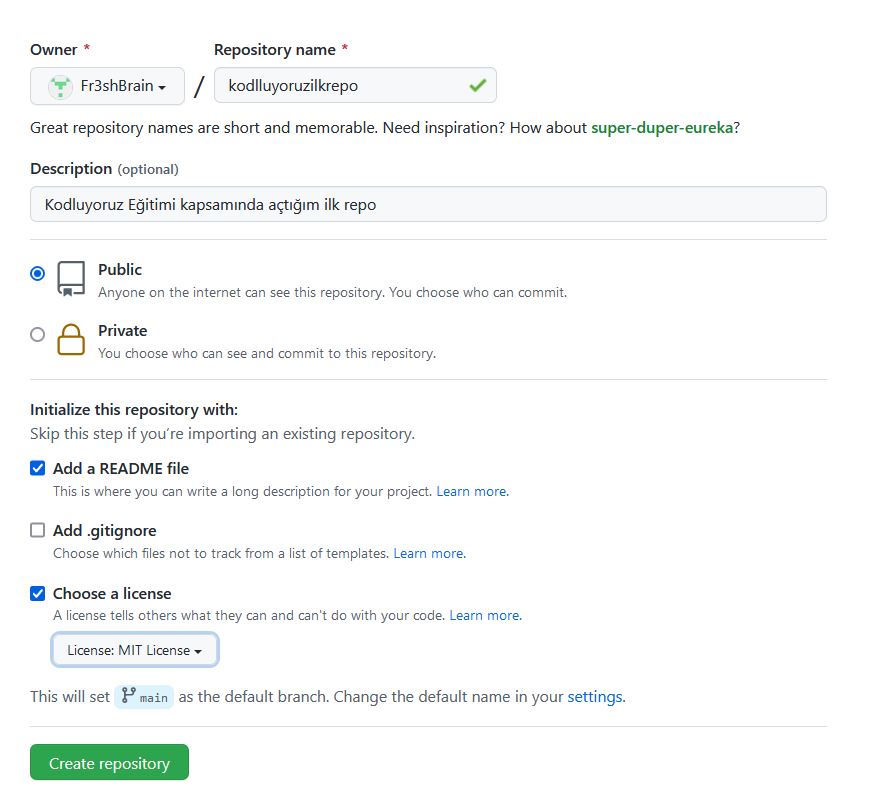 Owner * Repository name *
Fr3shBrain / kodlluyoruzilkrepo
Great repository names are short and memorable. Need inspiration? How about super-duper-eureka?
Description (optional)
Kodluyoruz Eğitimi kapsamında açtığım ilk repo
Public
Anyone on the internet can see this repository. You choose who can commit.
Private
You choose who can see and commit to this repository.
Initialize this repository with:
Skip this step if you're importing an existing repository.
Add a README file
This is where you can write a long description for your project. Learn more.
Add .gitignore
Choose which files not to track from a list of templates. Learn more.
Choose a license
A license tells others what they can and can't do with your code. Learn more.
License: MIT License
This will set main as the default branch. Change the default name in your settings.
Create repository